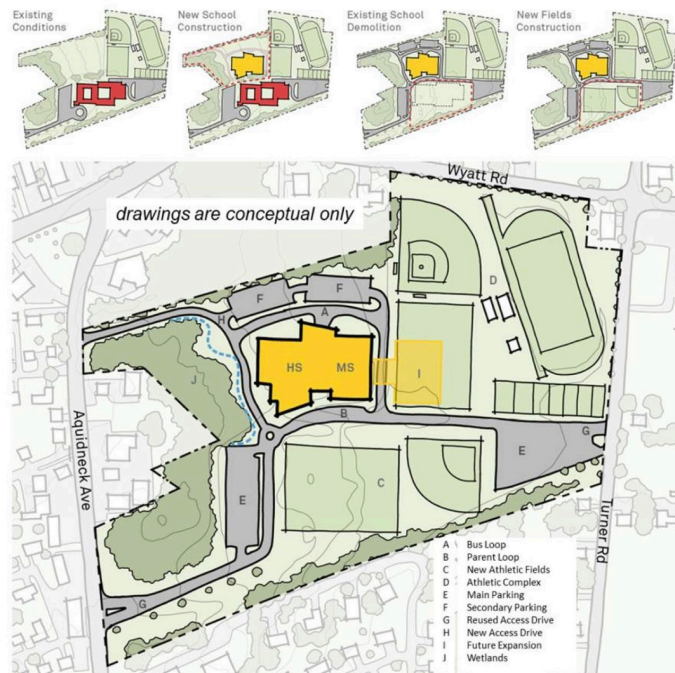 Existing
Conditions
New School
Construction
Existing School
Demolition
New Fields
Construction
Wyatt Rd
drawings are conceptual only
F
F
H
A
D
HS
MS
I
J
B
Aquidneck Ave
E
C
E
G
Turner Rd
G
A Bus Loop
B Parent Loop
C New Athletic Fields
D Athletic Complex
E Main Parking
F Secondary Parking
G Reused Access Drive
H New Access Drive
I Future Expansion
J Wetlands